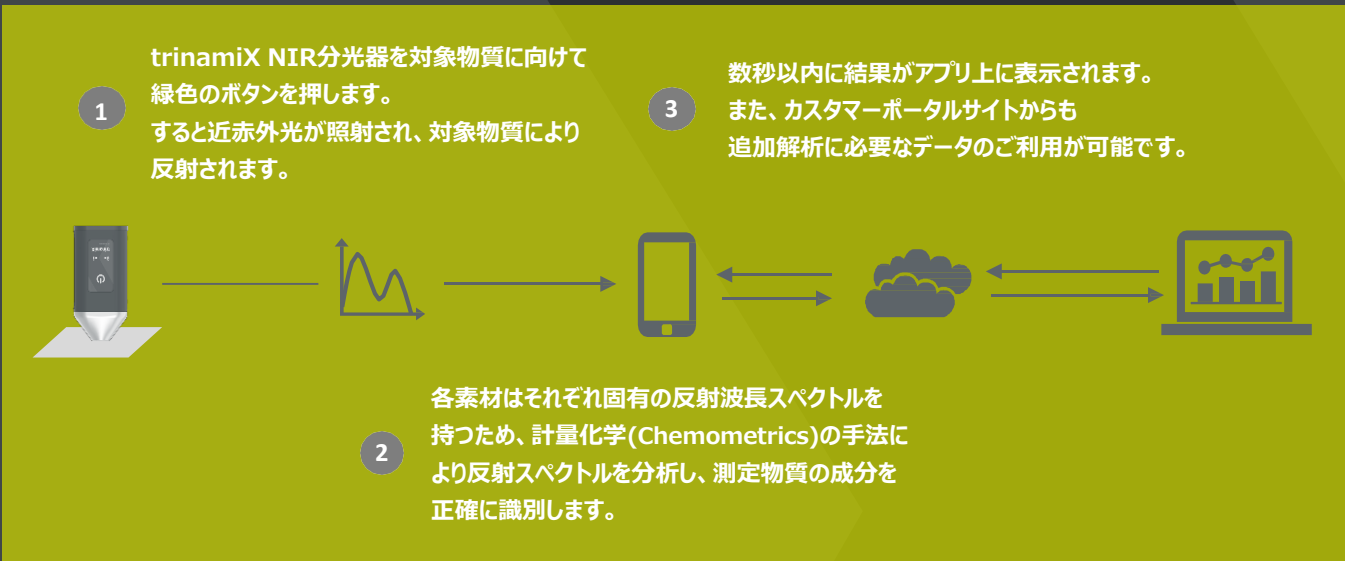 1
trinamiX NIR分光器を対象物質に向けて
緑色のボタンを押します。
すると近赤外光が照射され、対象物質により
反射されます。
3
数秒以内に結果がアプリ上に表示されます。
また、カスタマーポータルサイトからも
追加解析に必要なデータのご利用が可能です。
2
各素材はそれぞれ固有の反射波長スペクトルを
持つため、計量化学(Chemometrics)の手法に
より反射スペクトルを分析し、測定物質の成分を
正確に識別します。